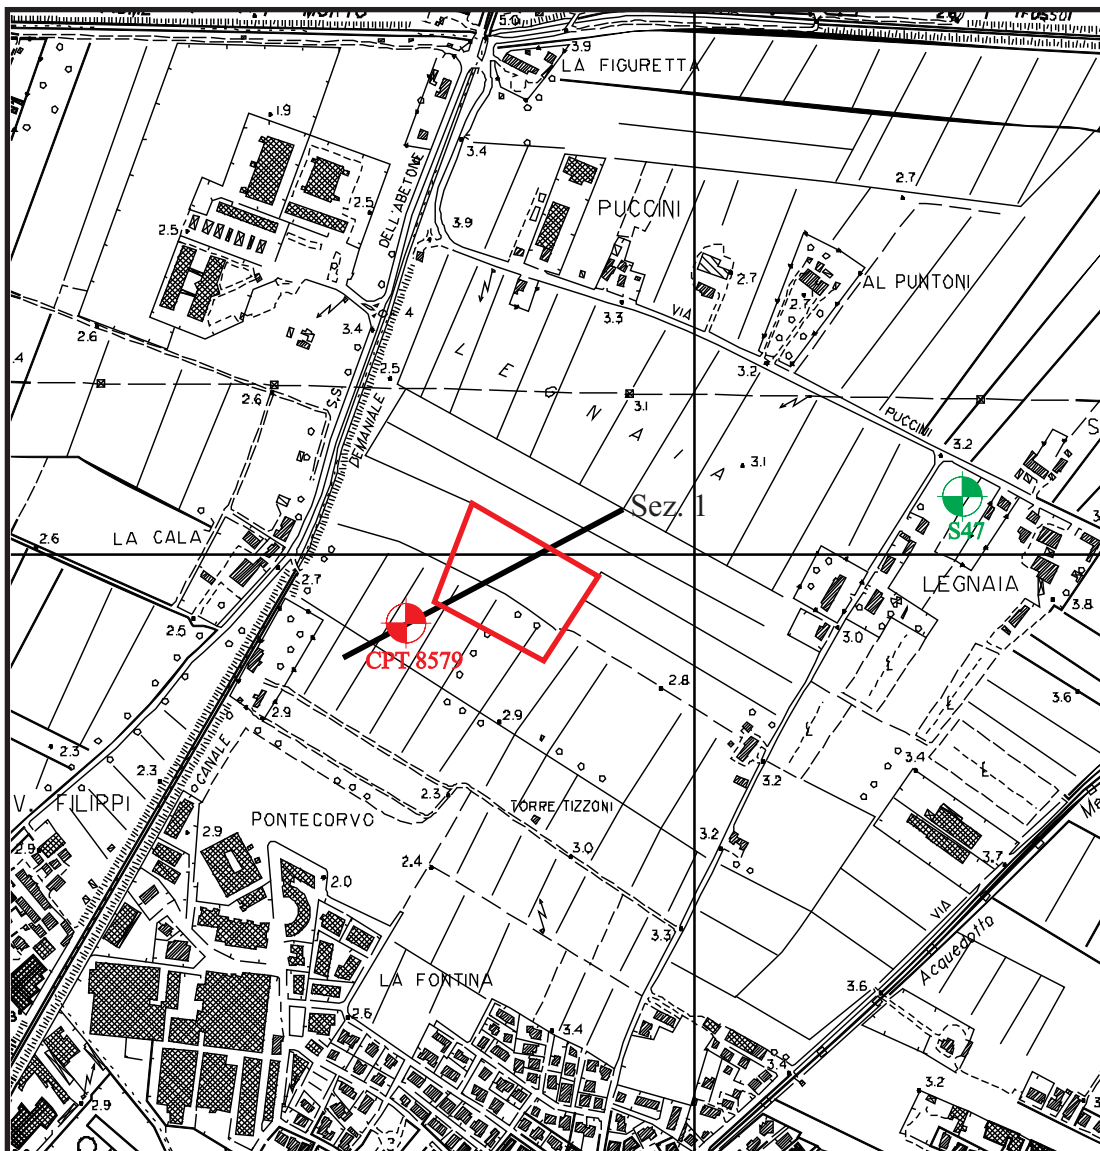 MORTO
5.0
3.9
LA FIGURETTA
1.9
3.4
DELL'ABETONE
2.5
2.5
3.9
PUCCINI
2.7
2.7
AL PUNTONI
2.7
3.3
VIA
4
3.4
2.6
2.5
3.2
LEGNAIA
2.6
S.S.
3.1
PUCCINI
3.1
3.2
S
DEMANIALE
Sez. 1
S47
LA CALA
2.6
2.7
LEGNAIA
3.8
2.5
3.0
CPT 8579
2.8
3.6
2.9
2.9
2.3
CANALE
3.2
3.4
2.3
2.3
V. FILIPPI
TORRE TIZZONI
PONTECORVO
2.9
2.9
3.2
3.0
2.4
3.7
2.0
VIA
3.3
Acquedotto
LA FONTINA
3.6
2.6
3.4
3.4
3.2
2.9